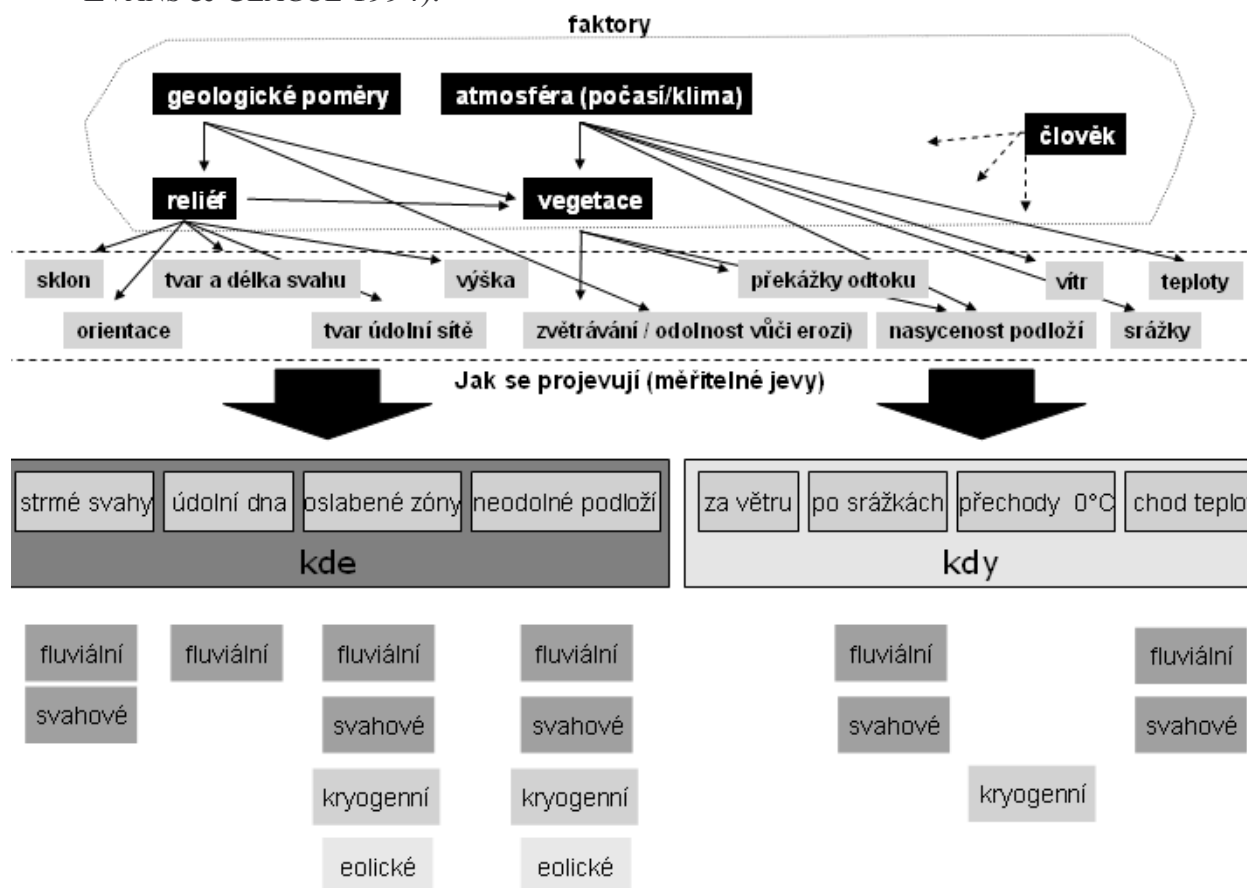 EVANS & CLAGUE 1994).
faktory
geologické poměry
atmosféra (počasí/klima)
člověk
reliéf
vegetace
sklon
tvar a délka svahu
výška
překážky odtoku
vítr
teploty
orientace
tvar údolní sítě
zvětrávání / odolnost vůči erozi)
nasycenost podloží
srážky
Jak se projevují (měřitelné jevy)
strmé svahy
údolní dna
oslabené zóny
neodolné podloží
za větru
po srážkách
přechody 0°C
chod teplo
kde
kdy
fluviální
fluviální
fluviální
fluviální
fluviální
fluviální
svahové
svahové
svahové
svahové
svahové
kryogenní
kryogenní
kryogenní
eolické
eolické